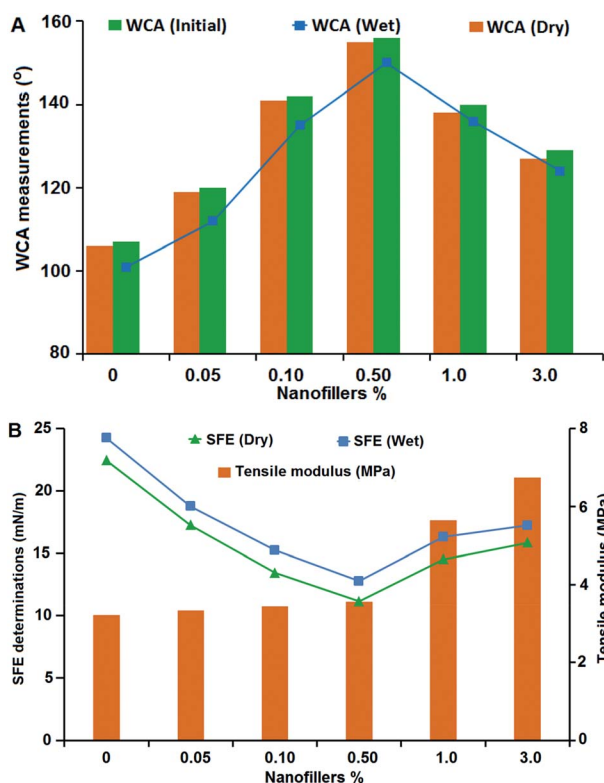 A
WCA (Initial) WCA (Wet) WCA (Dry)
WCA measurements (°)
160
140
120
100
80
0 0.05 0.10 0.50 1.0 3.0
Nanofillers %
B
SFE (Dry) SFE (Wet)
Tensile modulus (MPa)
SFE determinations (mN/m)
25
20
15
10
5
0
Tensile modulus (MPa)
8
6
4
2
0
0 0.05 0.10 0.50 1.0 3.0
Nanofillers %